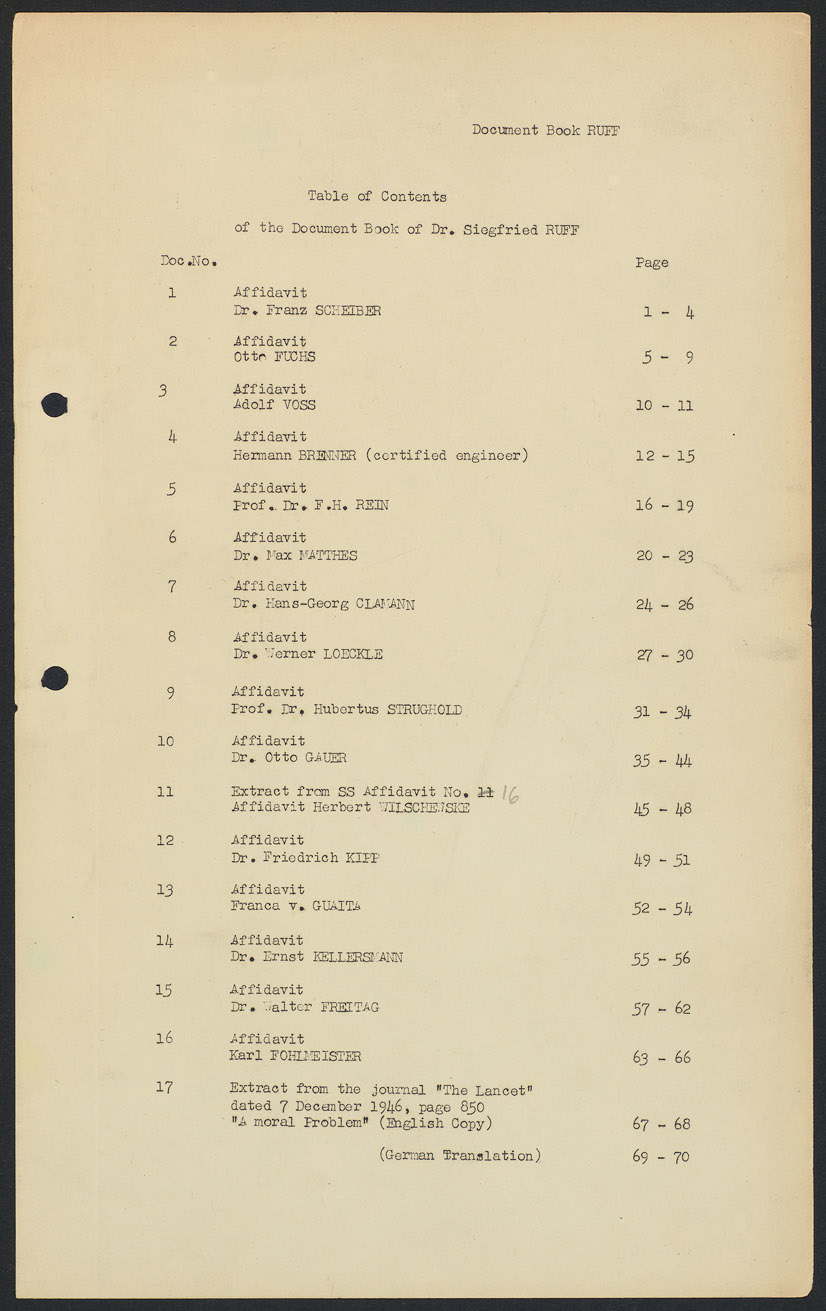 Document Book RUFF
Table of Contents
of the Document Book of Dr. Siegfried RUFF
Doc.No. Page
1 Affidavit
Dr. Franz SCHEIBER 1 - 4
2 Affidavit
Otto FUCHS 5 - 9
3 Affidavit
Adolf VOSS 10 - 11
4 Affidavit
Hermann BRENNER (certified engineer) 12 - 15
5 Affidavit
Prof. Dr. F.H. REIN 16 - 19
6 Affidavit
Dr. Max MATTHES 20 - 23
7 Affidavit
Dr. Hans-Georg CLAMANN 24 - 26
8 Affidavit
Dr. Werner LOECKLE 27 - 30
9 Affidavit
Prof. Dr. Hubertus STRUGHOLD 31 - 34
10 Affidavit
Dr. Otto GAUER 35 - 44
11 Extract from SS Affidavit No. 11 16
Affidavit Herbert WILSCHEWSKE 45 - 48
12 Affidavit
Dr. Friedrich KIPP 49 - 51
13 Affidavit
Franca v. GUAITA 52 - 54
14 Affidavit
Dr. Ernst KELLERSMANN 55 - 56
15 Affidavit
Dr. Walter FREITAG 57 - 62
16 Affidavit
Karl FOHLMEISTER 63 - 66
17 Extract from the journal "The Lancet"
dated 7 December 1946, page 850
"A moral Problem" (English Copy) 67 - 68
(German Translation) 69 - 70